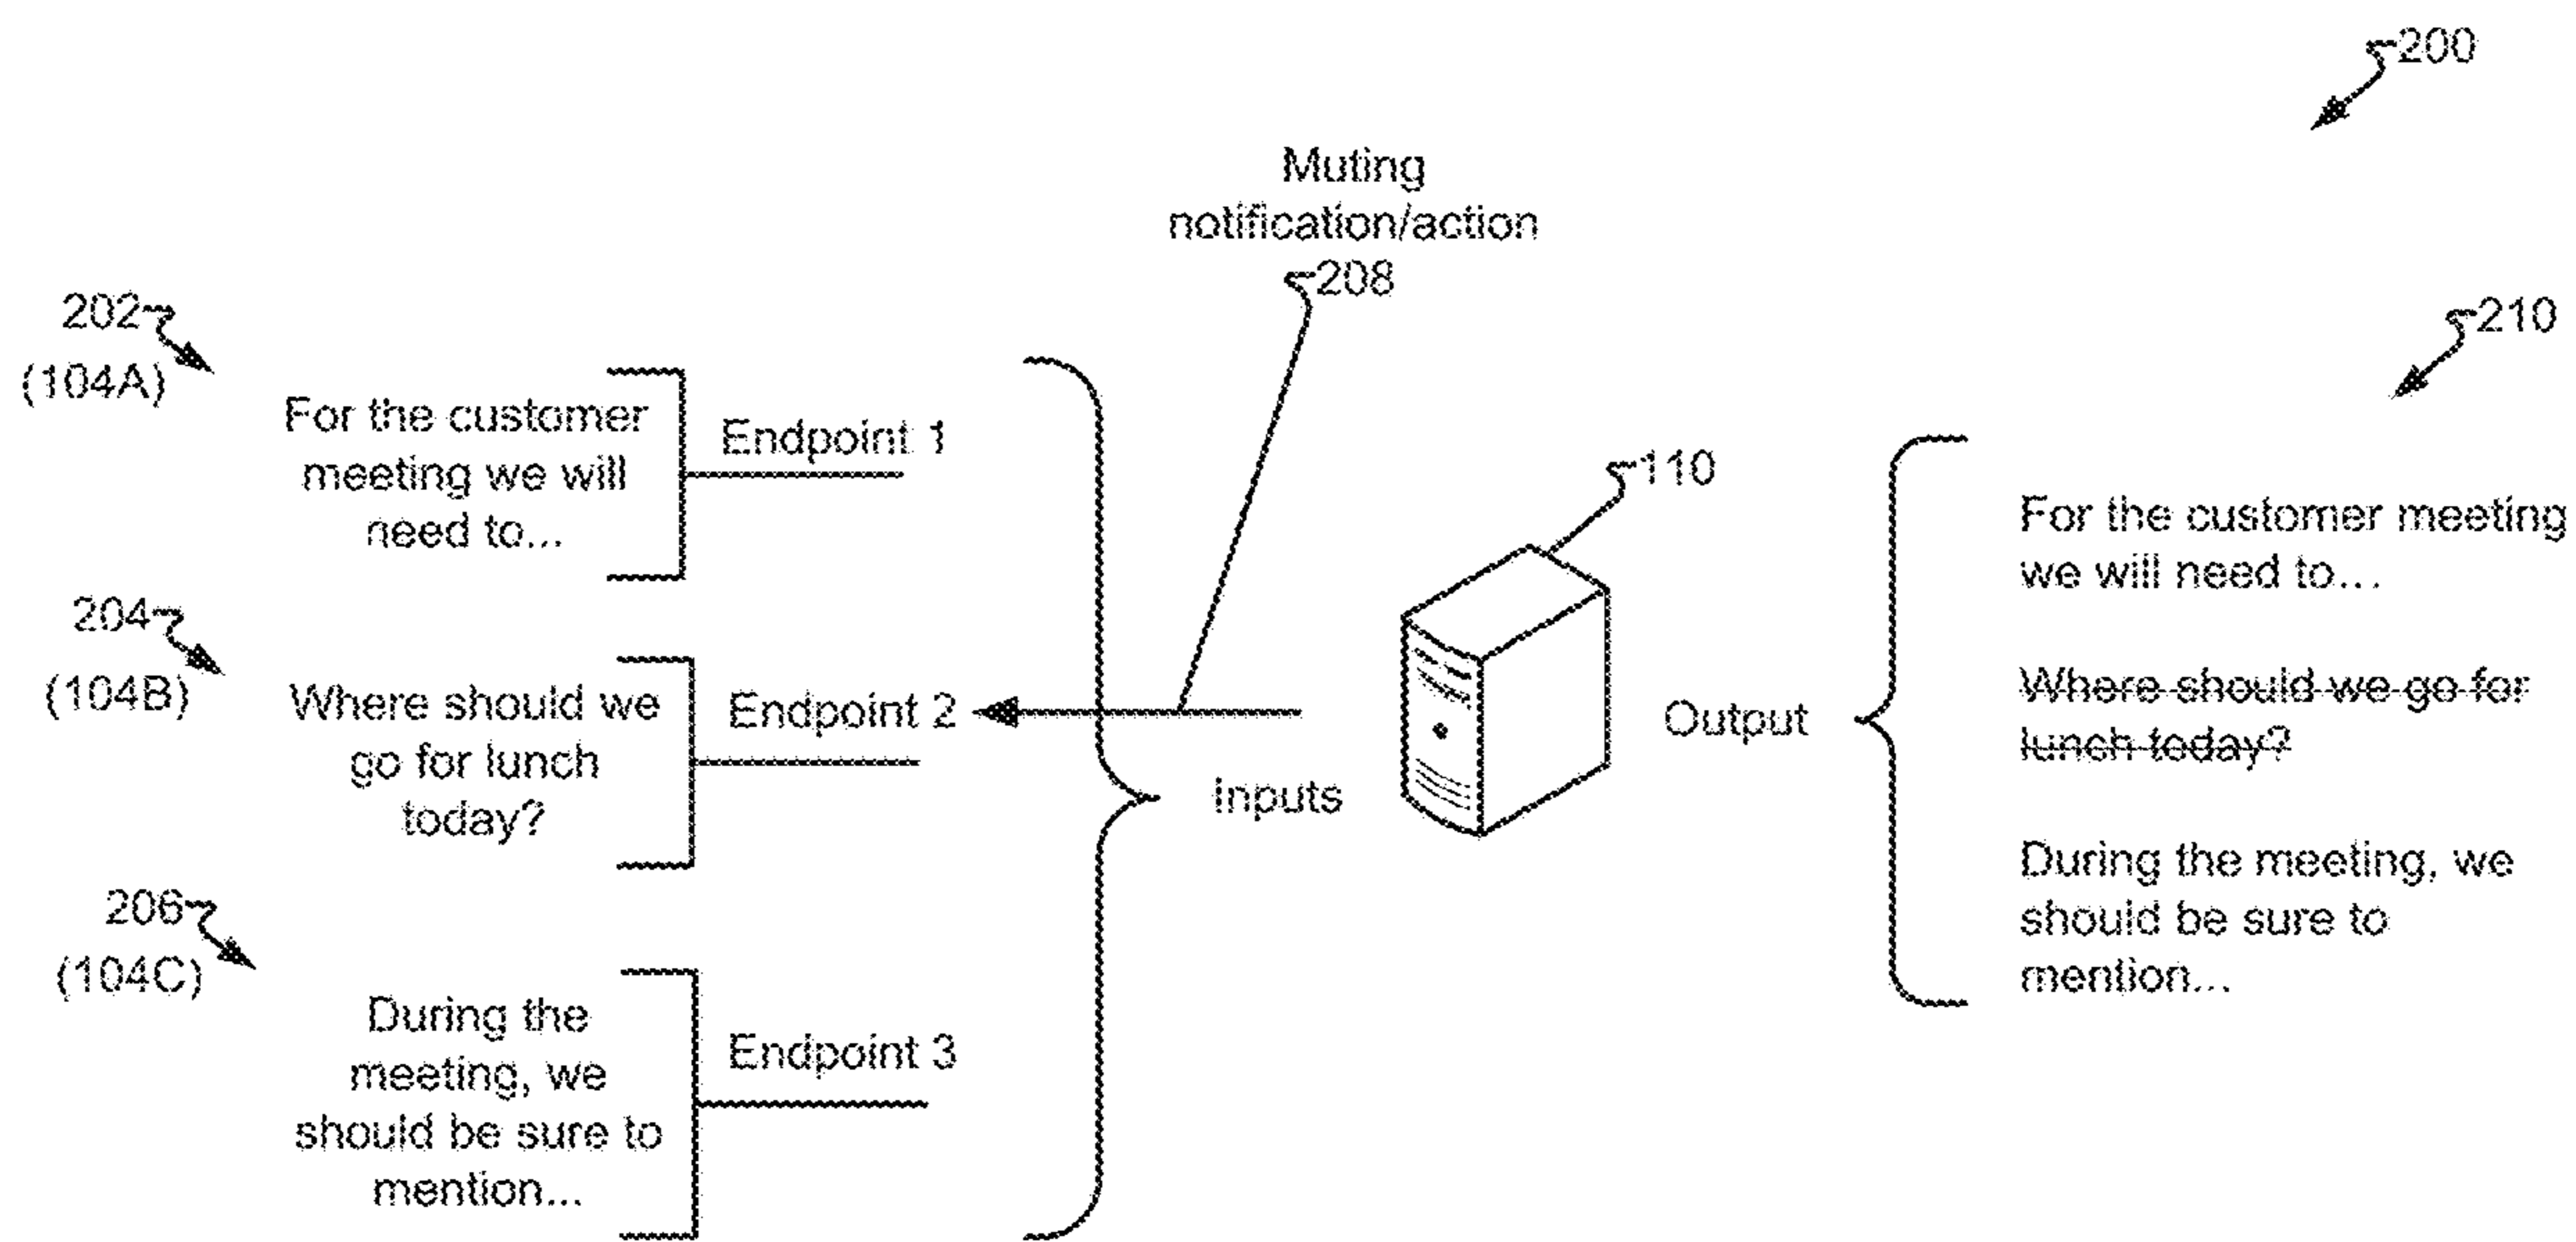 200
Muting
notification/action
208
202
(104A)
For the customer
meeting we will
need to...
Endpoint 1
204
(104B)
Where should we
go for lunch
today?
Endpoint 2
206
(104C)
During the
meeting, we
should be sure to
mention...
Endpoint 3
Inputs
110
Output
210
For the customer meeting
we will need to...
Where should we go for
lunch today?
During the meeting, we
should be sure to
mention...